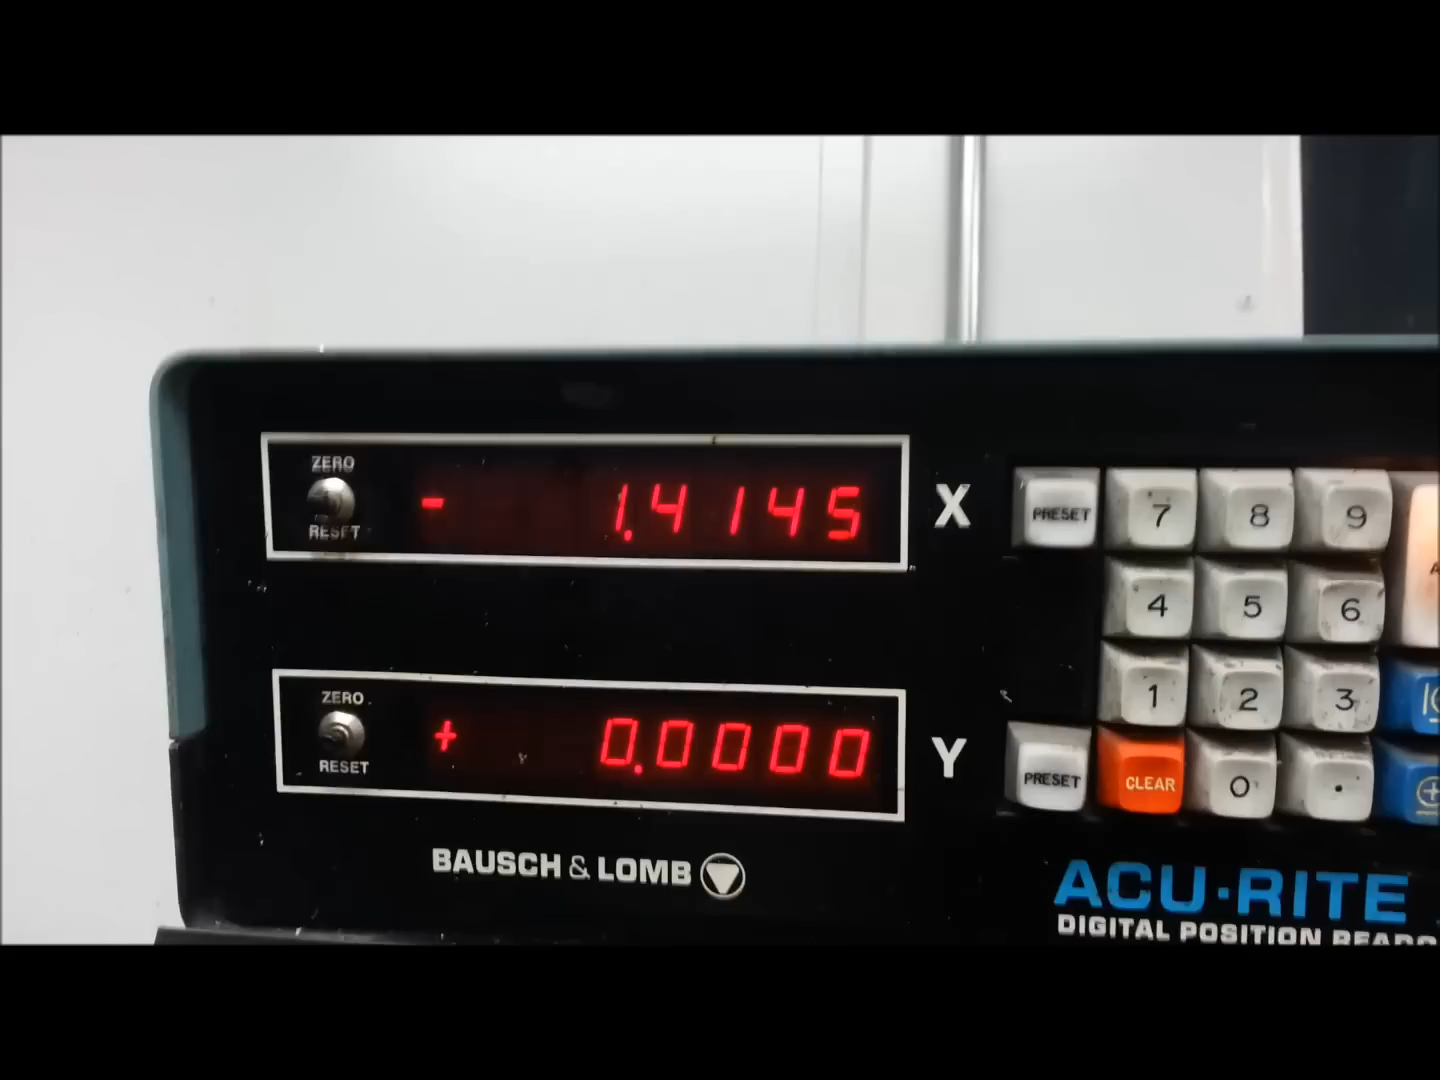 ZERO
RESET
- 1.4145
X
PRESET
7 8 9
4 5 6
1 2 3
ZERO
RESET
+ 0.0000
Y
PRESET
CLEAR
0 .
BAUSCH & LOMB
ACU·RITE
DIGITAL POSITION